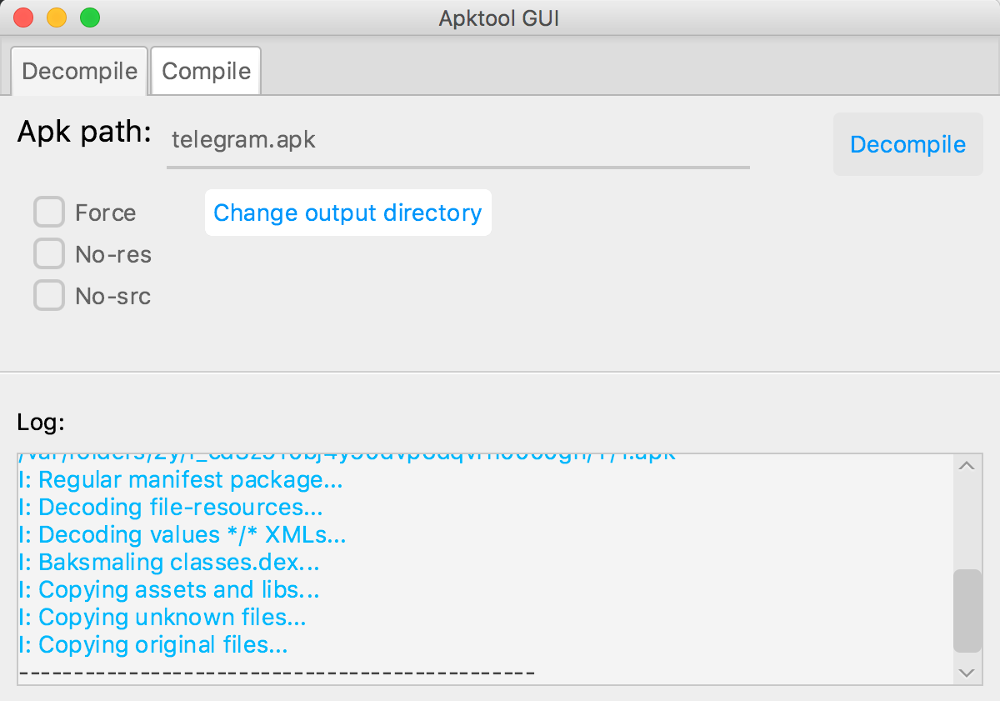 Apktool GUI
Decompile Compile
Apk path: telegram.apk Decompile
Force Change output directory
No-res
No-src
Log:
I: Regular manifest package...
I: Decoding file-resources...
I: Decoding values */* XMLs...
I: Baksmaling classes.dex...
I: Copying assets and libs...
I: Copying unknown files...
I: Copying original files...
------------------------------------------------